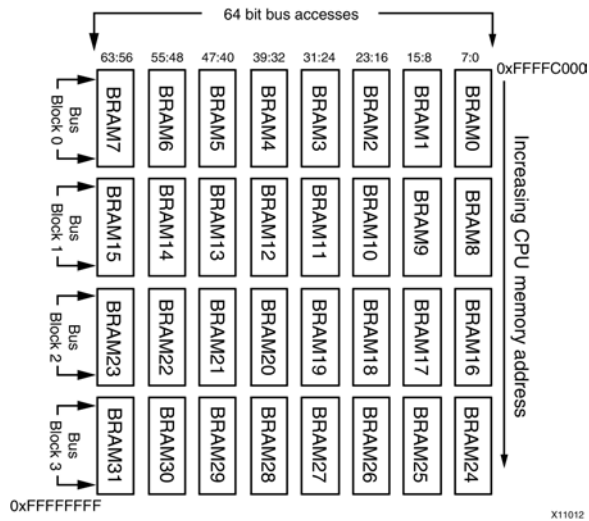 64 bit bus accesses
63:56 55:48 47:40 39:32 31:24 23:16 15:8 7:0
0xFFFFC000
Bus
Block 0
BRAM7 BRAM6 BRAM5 BRAM4 BRAM3 BRAM2 BRAM1 BRAM0
Bus
Block 1
BRAM15 BRAM14 BRAM13 BRAM12 BRAM11 BRAM10 BRAM9 BRAM8
Bus
Block 2
BRAM23 BRAM22 BRAM21 BRAM20 BRAM19 BRAM18 BRAM17 BRAM16
Bus
Block 3
BRAM31 BRAM30 BRAM29 BRAM28 BRAM27 BRAM26 BRAM25 BRAM24
Increasing CPU memory address
0xFFFFFFFF
X11012